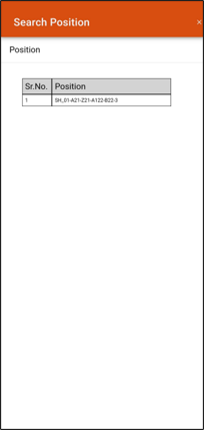 Search Position ×
Position
Sr.No. Position
1 SH_01-A21-Z21-A122-B22-3